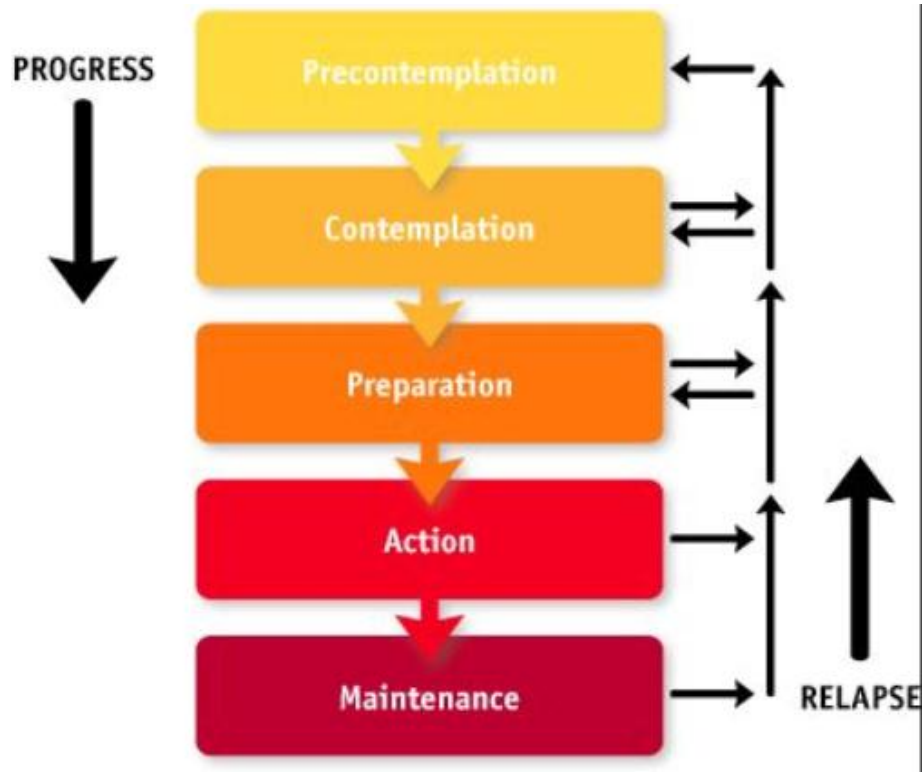 PROGRESS
Precontemplation
Contemplation
Preparation
Action
Maintenance
RELAPSE